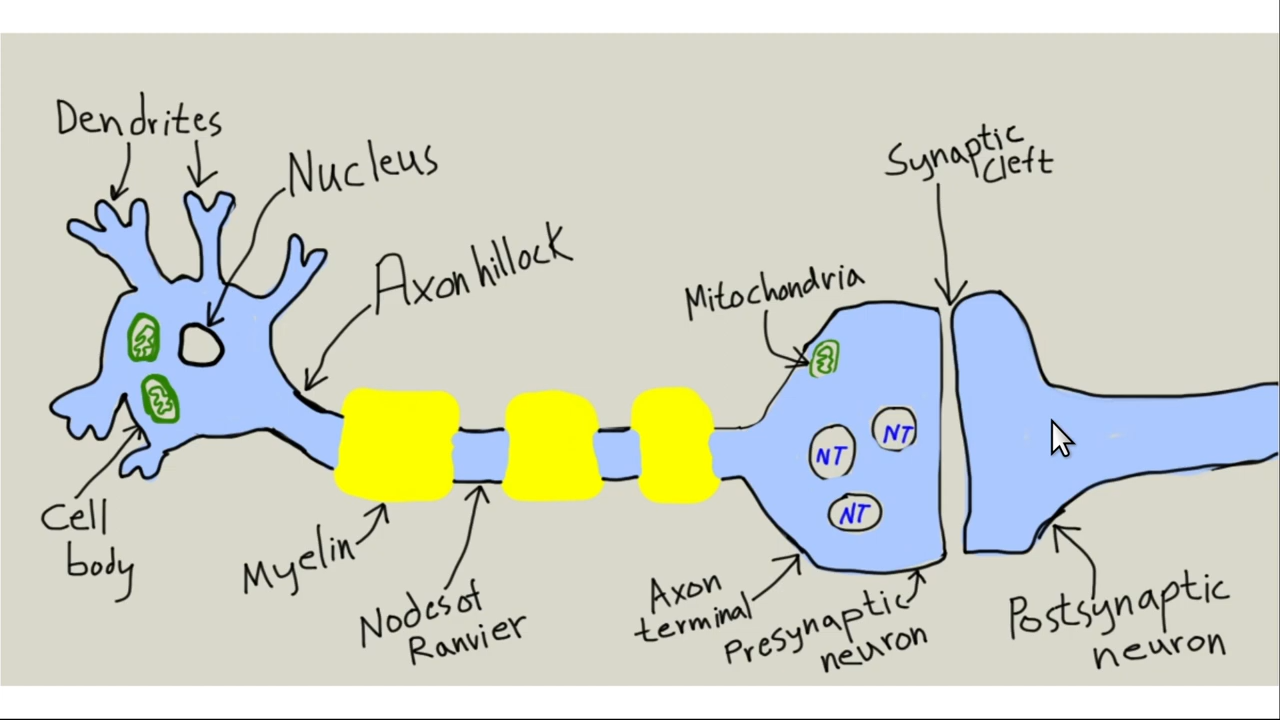 Dendrites
Nucleus
Axon hillock
Synaptic
cleft
Mitochondria
NT
NT
NT
Cell
body
Myelin
Nodes of
Ranvier
Axon
terminal
Presynaptic
neuron
Postsynaptic
neuron